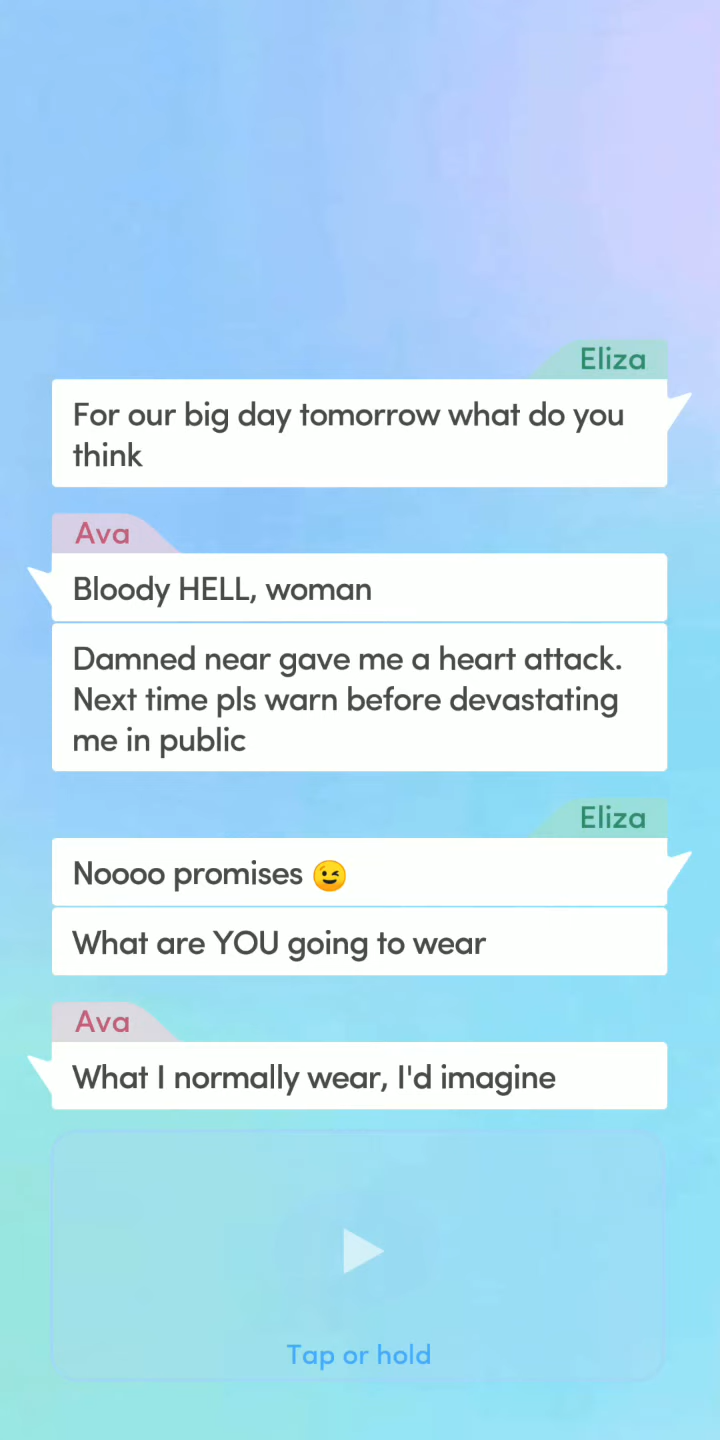 Eliza
For our big day tomorrow what do you
think
Ava
Bloody HELL, woman
Damned near gave me a heart attack.
Next time pls warn before devastating
me in public
Eliza
Noooo promises 😉
What are YOU going to wear
Ava
What I normally wear, I'd imagine
Tap or hold